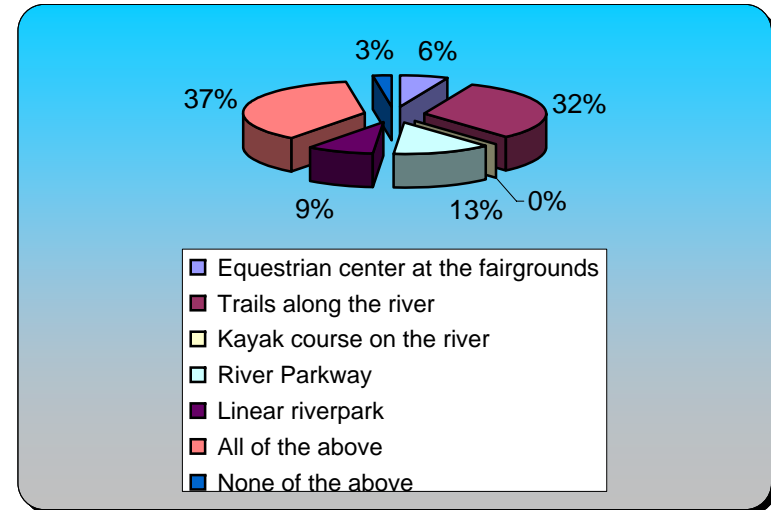 3% 6%
37% 32%
9% 13% 0%
Equestrian center at the fairgrounds
Trails along the river
Kayak course on the river
River Parkway
Linear riverpark
All of the above
None of the above